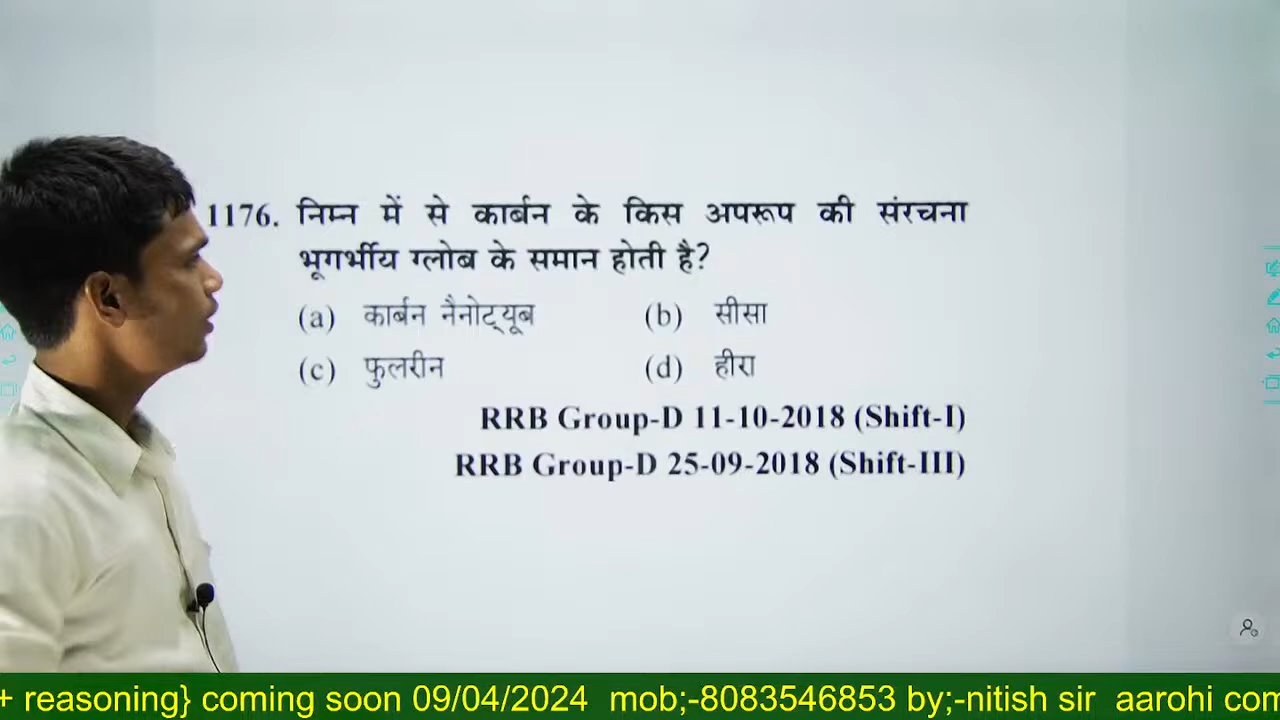 1176. निम्न में से कार्बन के किस अपरूप की संरचना
भूगर्भीय ग्लोब के समान होती है?
(a) कार्बन नैनोट्यूब (b) सीसा
(c) फुलरीन (d) हीरा
RRB Group-D 11-10-2018 (Shift-I)
RRB Group-D 25-09-2018 (Shift-III)
+ reasoning} coming soon 09/04/2024 mob;-8083546853 by;-nitish sir aarohi com